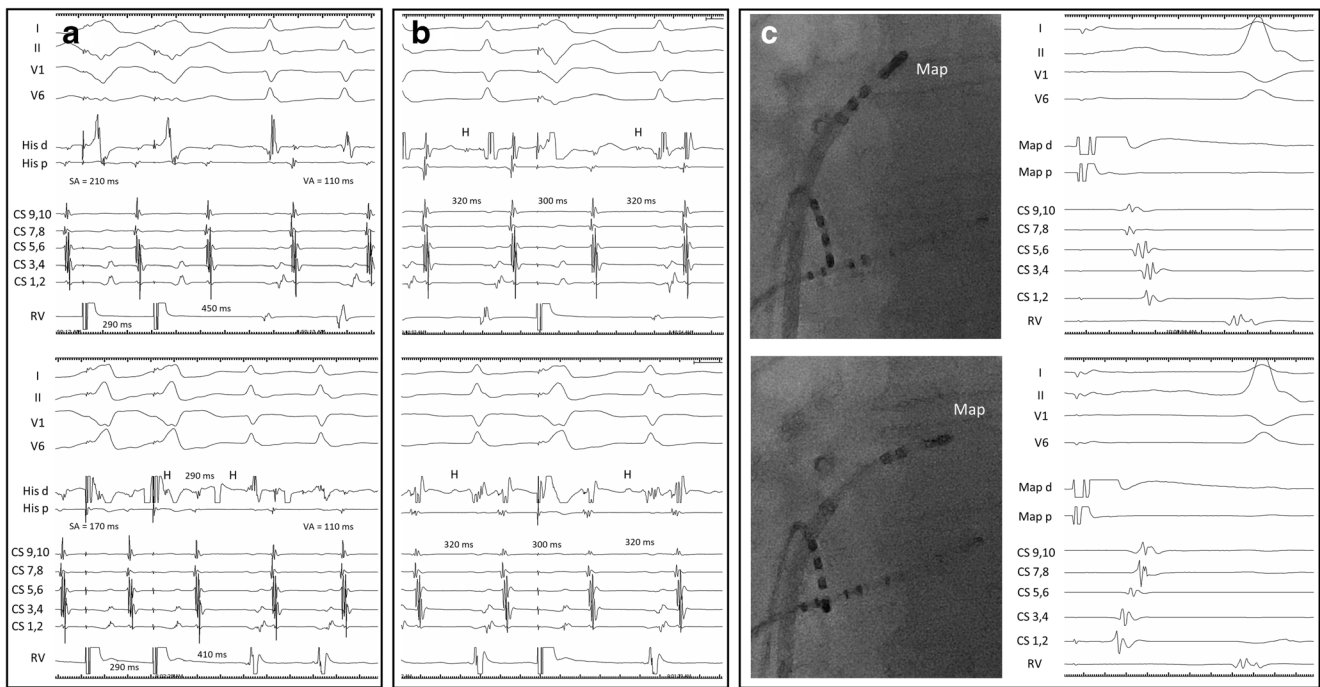 a
I
II
V1
V6
His d
His p
SA = 210 ms
VA = 110 ms
CS 9,10
CS 7,8
CS 5,6
CS 3,4
CS 1,2
450 ms
RV
290 ms
I
II
V1
V6
H 290 ms H
His d
His p
SA = 170 ms
VA = 110 ms
CS 9,10
CS 7,8
CS 5,6
CS 3,4
CS 1,2
RV
410 ms
290 ms
b
H H
320 ms 300 ms 320 ms
H H
320 ms 300 ms 320 ms
c
Map
I
II
V1
V6
Map d
Map p
CS 9,10
CS 7,8
CS 5,6
CS 3,4
CS 1,2
RV
Map
I
II
V1
V6
Map d
Map p
CS 9,10
CS 7,8
CS 5,6
CS 3,4
CS 1,2
RV